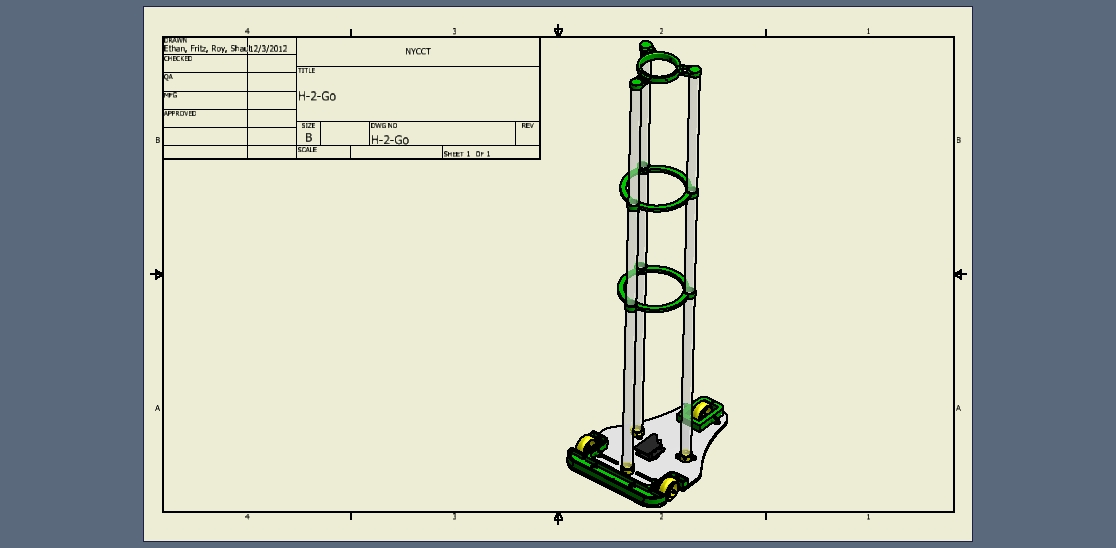 4 3 2 1
DRAWN
Ethan, Fritz, Roy, Shau 12/3/2012
CHECKED
QA
MFG
APPROVED
NYCCT
TITLE
H-2-Go
SIZE
B
DWG NO
H-2-Go
REV
SCALE
SHEET 1 OF 1
B B
A A
4 3 2 1